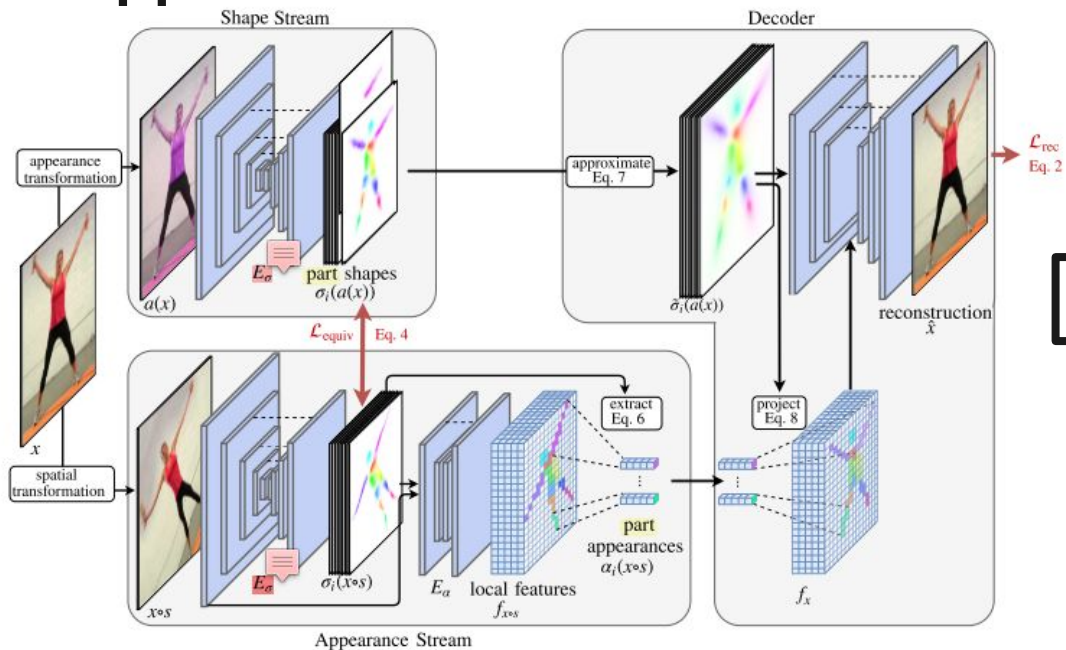 Shape Stream
Decoder
appearance
transformation
a(x)
E_σ
part shapes
σ_i(a(x))
approximate
Eq. 7
σ̃_i(a(x))
reconstruction
x̂
ℒ_rec
Eq. 2
x
ℒ_equiv Eq. 4
spatial
transformation
x∘s
E_σ
σ_i(x∘s)
E_α
local features
f_{x∘s}
extract
Eq. 6
part
appearances
α_i(x∘s)
project
Eq. 8
f_x
Appearance Stream